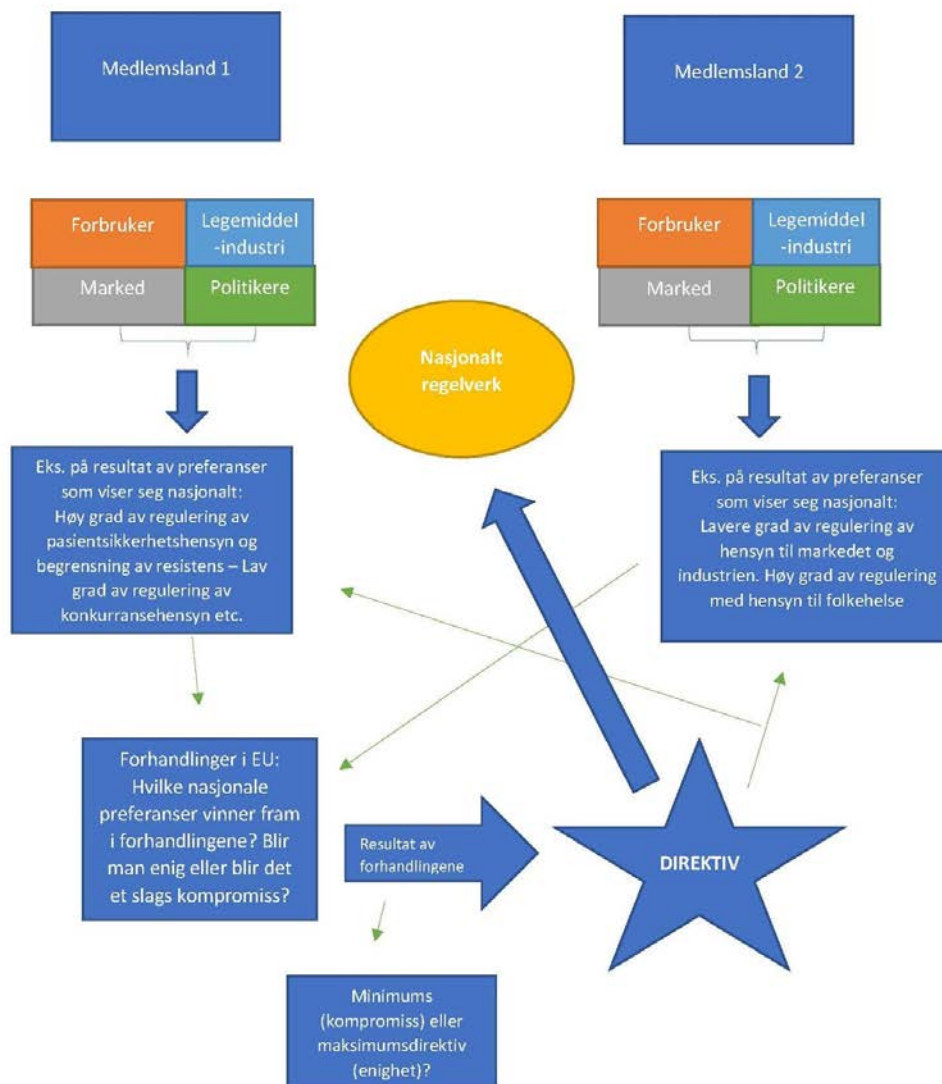 Medlemsland 1
Medlemsland 2
Forbruker
Legemiddel
-industri
Marked
Politikere
Forbruker
Legemiddel
-industri
Marked
Politikere
Nasjonalt
regelverk
Eks. på resultat av preferanser
som viser seg nasjonalt:
Høy grad av regulering av
pasientsikkerhetshensyn og
begrensning av resistens – Lav
grad av regulering av
konkurransehensyn etc.
Eks. på resultat av preferanser
som viser seg nasjonalt:
Lavere grad av regulering av
hensyn til markedet og
industrien. Høy grad av regulering
med hensyn til folkehelse
Forhandlinger i EU:
Hvilke nasjonale
preferanser vinner fram
i forhandlingene? Blir
man enig eller blir det
et slags kompromiss?
Resultat av
forhandlingene
DIREKTIV
Minimums
(kompromiss) eller
maksimumsdirektiv
(enighet)?